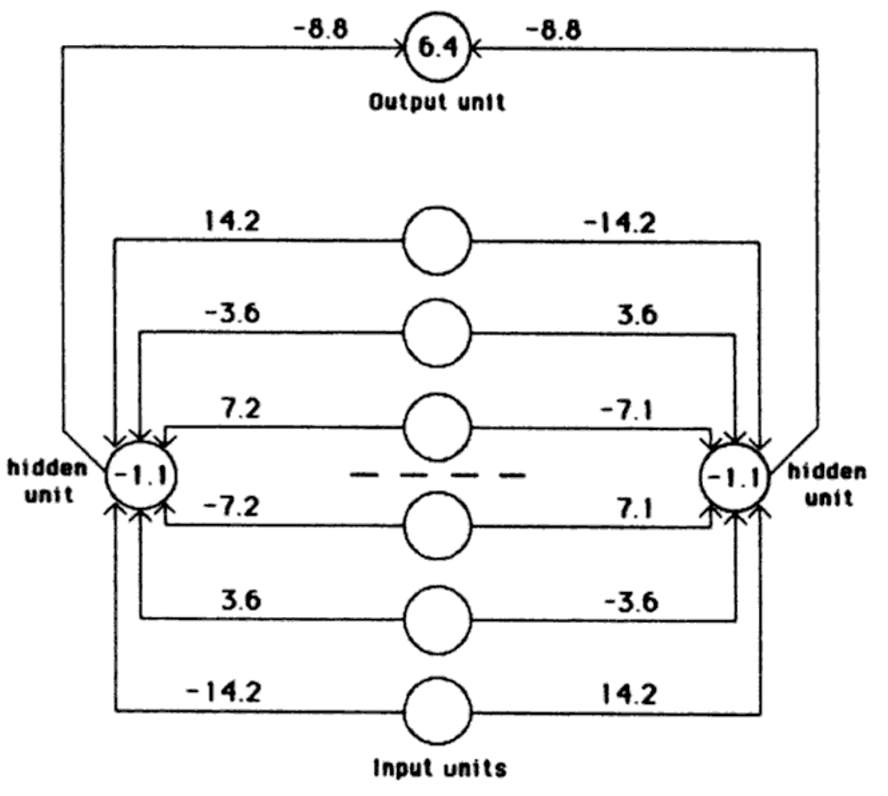 -8.8 6.4 -8.8
Output unit
14.2 -14.2
-3.6 3.6
7.2 -7.1
hidden unit -1.1 -1.1 hidden unit
-7.2 7.1
3.6 -3.6
-14.2 14.2
Input units